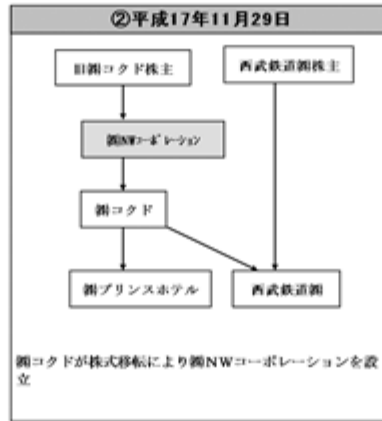 ②平成17年11月29日
旧㈱コクド株主
西武鉄道㈱株主
㈱NWコーポレーション
㈱コクド
㈱プリンスホテル
西武鉄道㈱
㈱コクドが株式移転により㈱NWコーポレーションを設
立